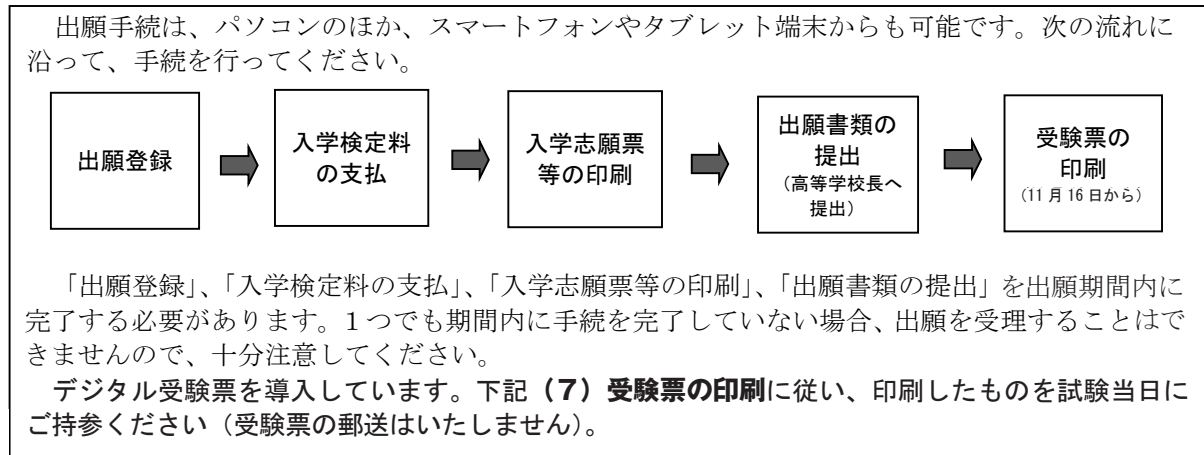 出願手続は、パソコンのほか、スマートフォンやタブレット端末からも可能です。次の流れに
沿って、手続を行ってください。
出願登録
入学検定料
の支払
入学志願票
等の印刷
出願書類の
提出
（高等学校長へ
提出）
受験票の
印刷
（11月16日から）
　「出願登録」、「入学検定料の支払」、「入学志願票等の印刷」、「出願書類の提出」を出願期間内に
完了する必要があります。１つでも期間内に手続を完了していない場合、出願を受理することはで
きませんので、十分注意してください。
　デジタル受験票を導入しています。下記（７）受験票の印刷に従い、印刷したものを試験当日に
ご持参ください（受験票の郵送はいたしません）。